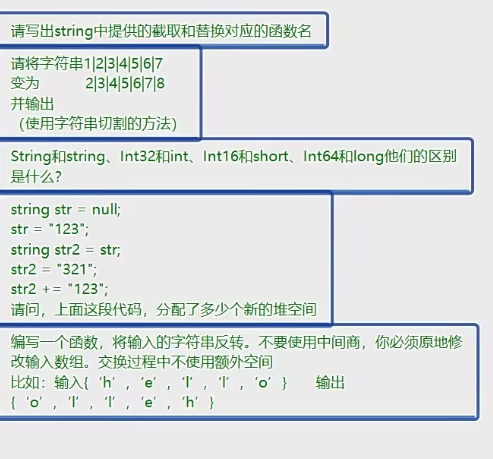 请写出string中提供的截取和替换对应的函数名
请将字符串1|2|3|4|5|6|7
变为 2|3|4|5|6|7|8
并输出
（使用字符串切割的方法）
String和string、Int32和int、Int16和short、Int64和long他们的区别
是什么？
string str = null;
str = "123";
string str2 = str;
str2 = "321";
str2 += "123";
请问，上面这段代码，分配了多少个新的堆空间
编写一个函数，将输入的字符串反转。不要使用中间商，你必须原地修
改输入数组。交换过程中不使用额外空间
比如：输入{‘h’,‘e’,‘l’,‘l’,‘o’} 输出
{‘o’,‘l’,‘l’,‘e’,‘h’}